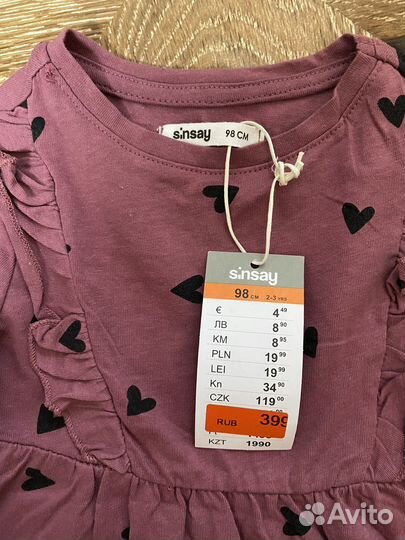 sinsay 98 CM
sinsay
98 CM 2-3 YRS
€ 4 49
ЛВ 8 90
KM 8 95
PLN 19 99
LEI 19 99
Kn 34 90
CZK 119 00
RUB 399
KZT 1990
Avito